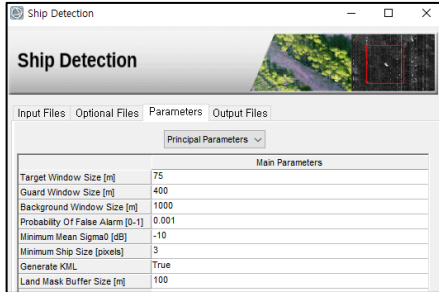 Ship Detection
Ship Detection
Input Files Optional Files Parameters Output Files
Principal Parameters
Main Parameters
Target Window Size [m] 75
Guard Window Size [m] 400
Background Window Size [m] 1000
Probability Of False Alarm [0-1] 0.001
Minimum Mean Sigma0 [dB] -10
Minimum Ship Size [pixels] 3
Generate KML True
Land Mask Buffer Size [m] 100